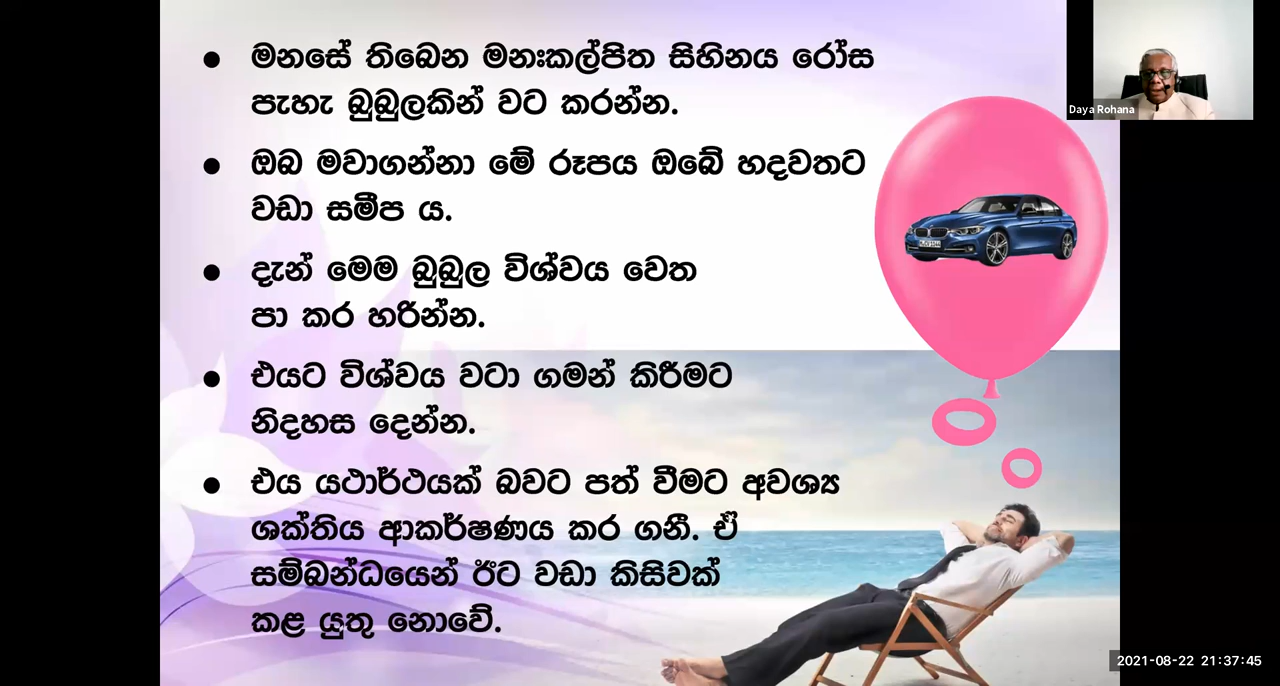 • මනසේ තිබෙන මනඃකල්පිත සිහිනය රෝස
පැහැ බුබුලකින් වට කරන්න.
• ඔබ මවාගන්නා මේ රූපය ඔබේ හදවතට
වඩා සමීප ය.
• දැන් මෙම බුබුල විශ්වය වෙත
පා කර හරින්න.
• එයට විශ්වය වටා ගමන් කිරීමට
නිදහස දෙන්න.
• එය යථාර්ථයක් බවට පත් වීමට අවශ්‍ය
ශක්තිය ආකර්ෂණය කර ගනී. ඒ
සම්බන්ධයෙන් ඊට වඩා කිසිවක්
කළ යුතු නොවේ.
Daya Rohana
2021-08-22 21:37:45